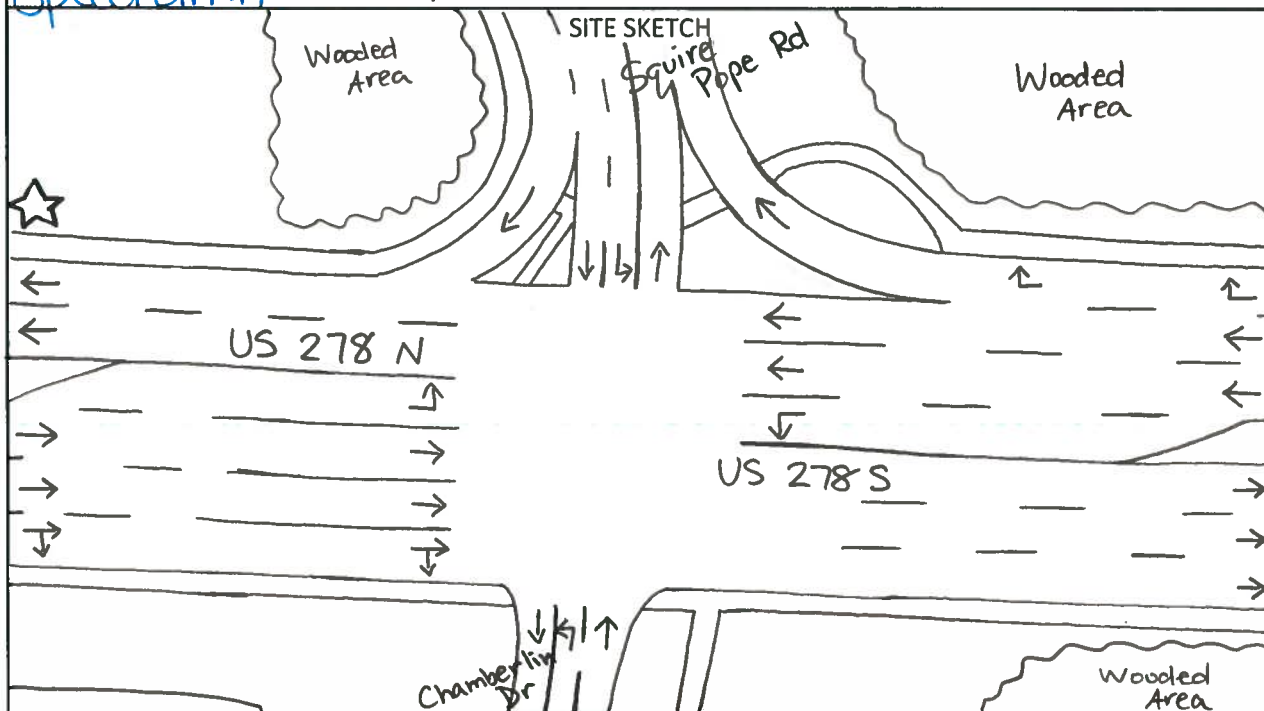 SITE SKETCH
Squire
Pope Rd
Wooded
Area
Wooded
Area
US 278 N
US 278 S
Chamberlin
Dr
Wooded
Area